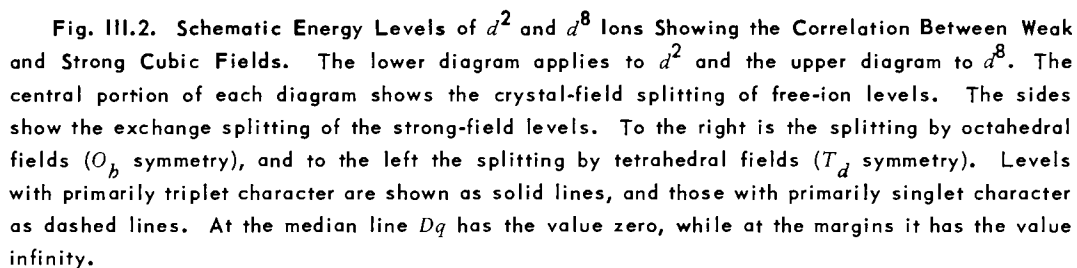 Fig. III.2. Schematic Energy Levels of d² and d⁸ Ions Showing the Correlation Between Weak
and Strong Cubic Fields. The lower diagram applies to d² and the upper diagram to d⁸. The
central portion of each diagram shows the crystal-field splitting of free-ion levels. The sides
show the exchange splitting of the strong-field levels. To the right is the splitting by octahedral
fields (Oₕ symmetry), and to the left the splitting by tetrahedral fields (T_d symmetry). Levels
with primarily triplet character are shown as solid lines, and those with primarily singlet character
as dashed lines. At the median line Dq has the value zero, while at the margins it has the value
infinity.